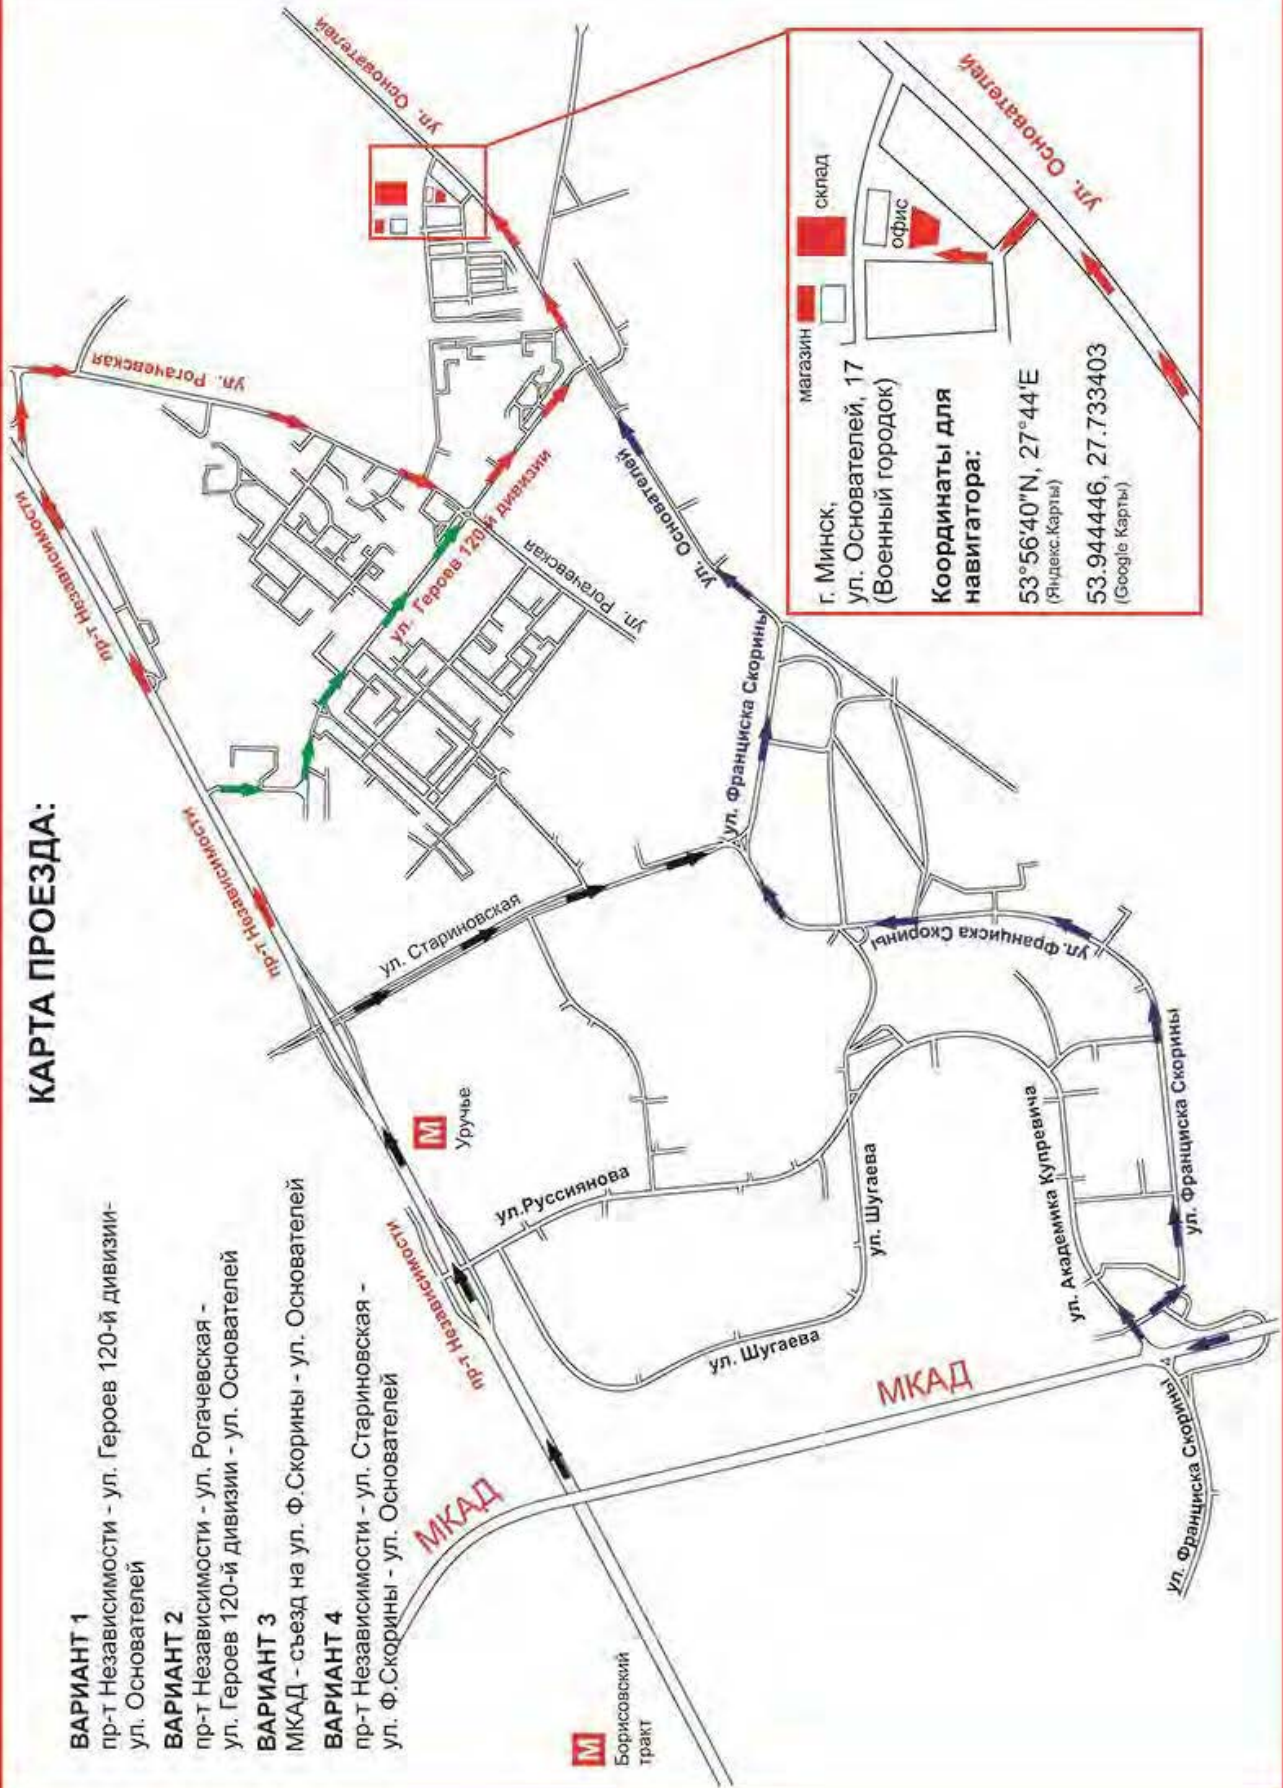 КАРТА ПРОЕЗДА:
ВАРИАНТ 1
пр-т Независимости - ул. Героев 120-й дивизии-
ул. Основателей
ВАРИАНТ 2
пр-т Независимости - ул. Рогачевская -
ул. Героев 120-й дивизии - ул. Основателей
ВАРИАНТ 3
МКАД - съезд на ул. Ф.Скорины - ул. Основателей
ВАРИАНТ 4
пр-т Независимости - ул. Стариновская -
ул. Ф.Скорины - ул. Основателей
М
Борисовский
тракт
МКАД
МКАД
пр-т Независимости
М
Уручье
пр-т Независимости
пр-т Независимости
пр-т Независимости
ул. Рогачевская
ул. Основателей
ул. Героев 120-й дивизии
ул. Рогачевская
ул. Стариновская
ул.Руссиянова
ул. Шугаева
ул. Шугаева
ул. Академика Купревича
ул. Франциска Скорины
ул. Франциска Скорины
ул. Франциска Скорины
ул. Франциска Скорины
ул. Основателей
магазин
склад
офис
ул. Основателей
г. Минск,
ул. Основателей, 17
(Военный городок)
Координаты для
навигатора:
53°56'40"N, 27°44'E
(Яндекс.Карты)
53.944446, 27.733403
(Google Карты)